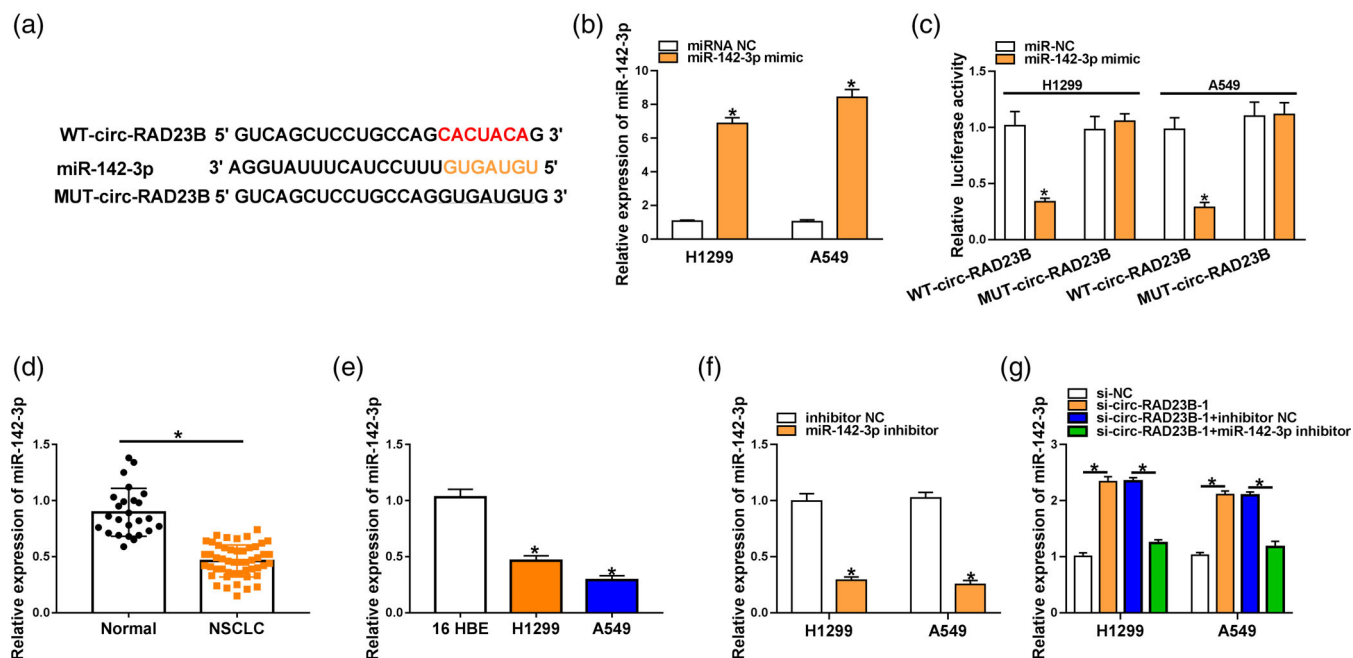 (a)
WT-circ-RAD23B 5' GUCAGCUCCUGCCAGCACUACAG 3'
miR-142-3p 3' AGGUAUUUCAUCCUUUGUGAUGU 5'
MUT-circ-RAD23B 5' GUCAGCUCCUGCCAGGUGAUGUG 3'
(b)
miRNA NC
miR-142-3p mimic
Relative expression of miR-142-3p
10
8
6
4
2
0
*
*
H1299
A549
(c)
miR-NC
miR-142-3p mimic
Relative luciferase activity
1.5
1.0
0.5
0.0
H1299
A549
*
*
WT-circ-RAD23B
MUT-circ-RAD23B
WT-circ-RAD23B
MUT-circ-RAD23B
(d)
Relative expression of miR-142-3p
1.5
1.0
0.5
0.0
*
Normal
NSCLC
(e)
Relative expression of miR-142-3p
1.5
1.0
0.5
0.0
*
*
16 HBE
H1299
A549
(f)
inhibitor NC
miR-142-3p inhibitor
Relative expression of miR-142-3p
1.5
1.0
0.5
0.0
*
*
H1299
A549
(g)
si-NC
si-circ-RAD23B-1
si-circ-RAD23B-1+inhibitor NC
si-circ-RAD23B-1+miR-142-3p inhibitor
Relative expression of miR-142-3p
3
2
1
0
*
*
*
*
H1299
A549